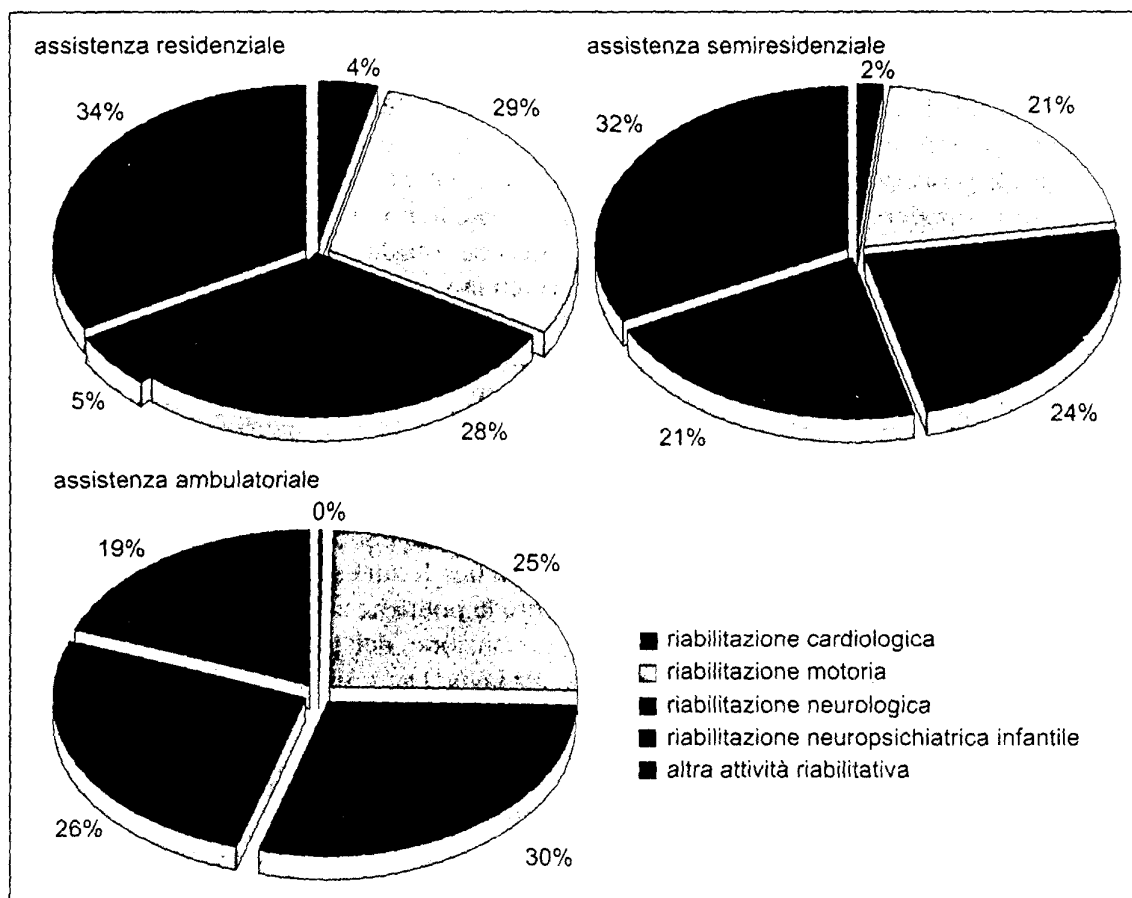 assistenza residenziale
4%
34%
29%
5%
28%
assistenza semiresidenziale
2%
32%
21%
21%
24%
assistenza ambulatoriale
0%
19%
25%
26%
30%
riabilitazione cardiologica
riabilitazione motoria
riabilitazione neurologica
riabilitazione neuropsichiatrica infantile
altra attività riabilitativa